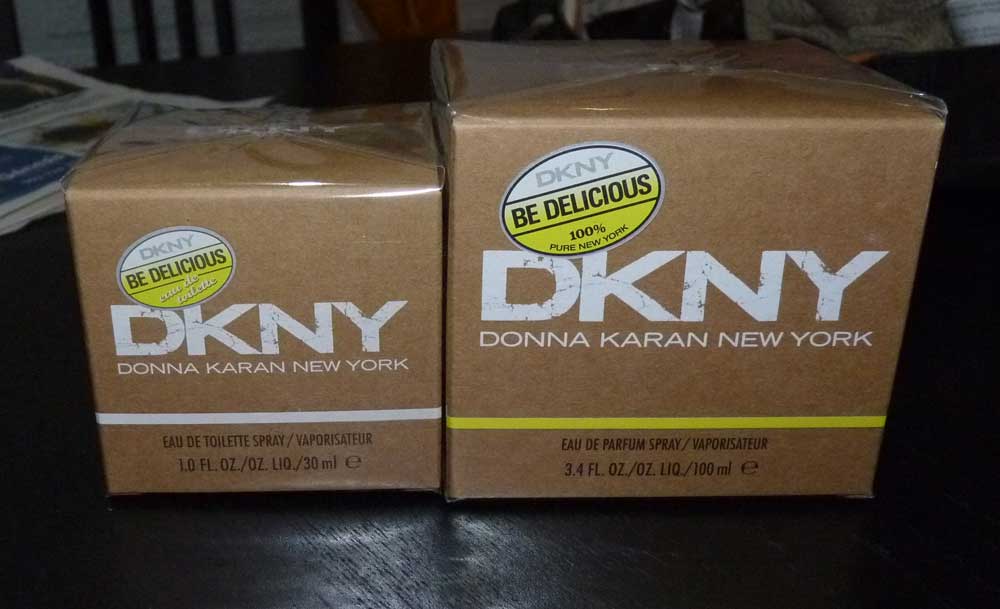 DKNY
BE DELICIOUS
eau de
toilette
DKNY
DONNA KARAN NEW YORK
EAU DE TOILETTE SPRAY/VAPORISATEUR
1.0 FL. OZ./OZ. LIQ./30 ml ℮
DKNY
BE DELICIOUS
100%
PURE NEW YORK
DKNY
DONNA KARAN NEW YORK
EAU DE PARFUM SPRAY/VAPORISATEUR
3.4 FL. OZ./OZ. LIQ./100 ml ℮